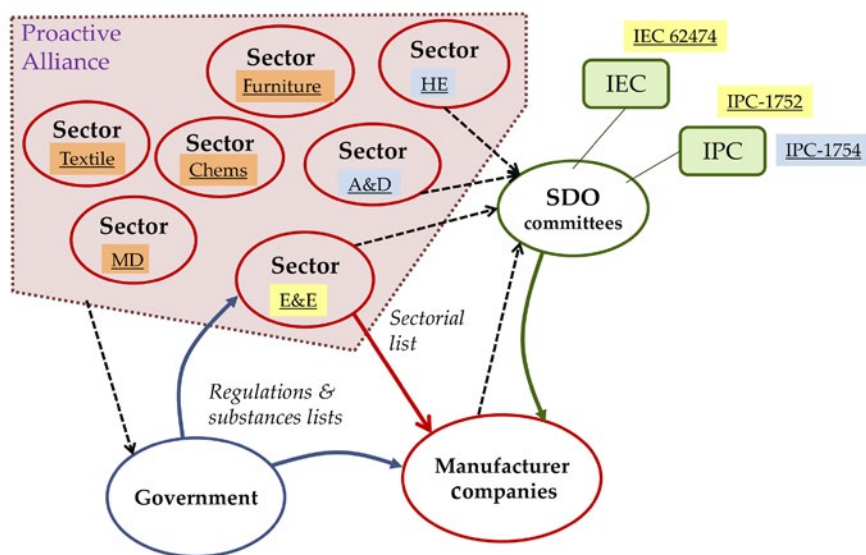 Proactive
Alliance
Sector
Furniture
Sector
HE
IEC 62474
IEC
IPC-1752
IPC
IPC-1754
Sector
Textile
Sector
Chems
Sector
A&D
SDO
committees
Sector
MD
Sector
E&E
Sectorial
list
Regulations &
substances lists
Government
Manufacturer
companies